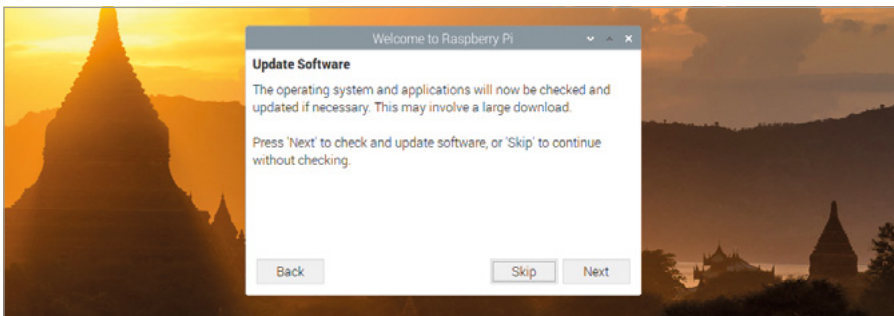 Welcome to Raspberry Pi
Update Software
The operating system and applications will now be checked and
updated if necessary. This may involve a large download.
Press 'Next' to check and update software, or 'Skip' to continue
without checking.
Back
Skip
Next